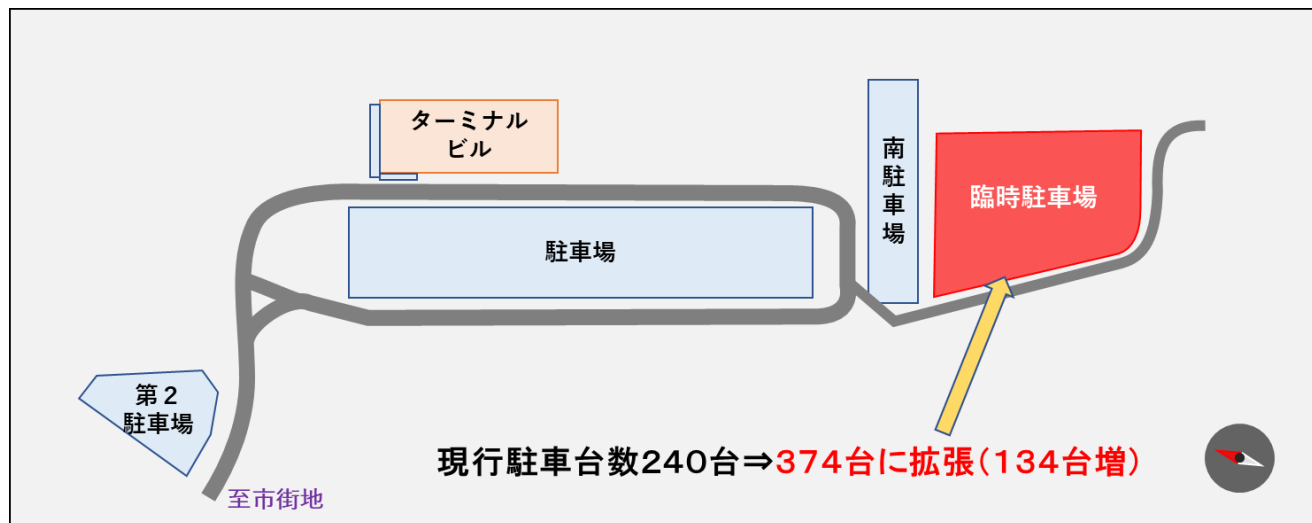 ターミナル
ビル
南駐車場
臨時駐車場
駐車場
第2
駐車場
現行駐車台数240台⇒374台に拡張(134台増)
至市街地